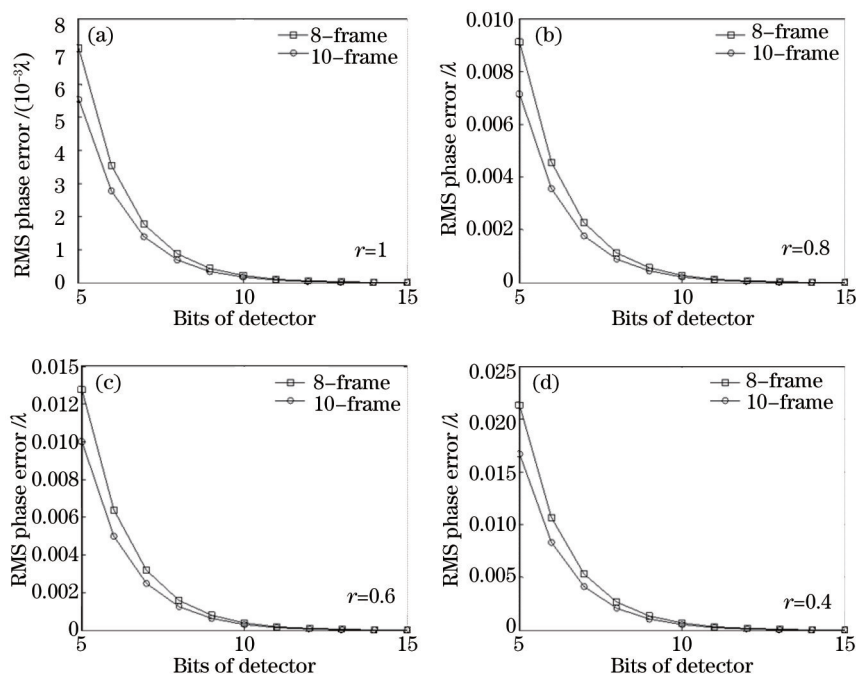 (a)
8-frame
10-frame
RMS phase error /(10⁻³λ)
8
7
6
5
4
3
2
1
0
r=1
5
10
15
Bits of detector
(b)
8-frame
10-frame
RMS phase error /λ
0.010
0.008
0.006
0.004
0.002
0
r=0.8
5
10
15
Bits of detector
(c)
8-frame
10-frame
RMS phase error /λ
0.015
0.012
0.010
0.008
0.006
0.004
0.002
0
r=0.6
5
10
15
Bits of detector
(d)
8-frame
10-frame
RMS phase error /λ
0.025
0.020
0.015
0.010
0.005
0
r=0.4
5
10
15
Bits of detector